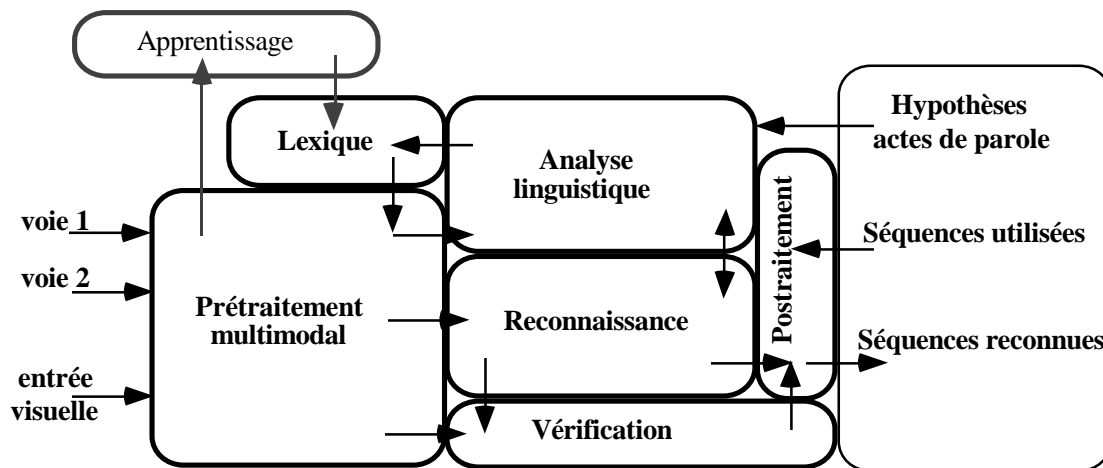 Apprentissage
Lexique
Analyse
linguistique
Hypothèses
actes de parole
voie 1
voie 2
entrée
visuelle
Prétraitement
multimodal
Reconnaissance
Vérification
Postraitement
Séquences utilisées
Séquences reconnues